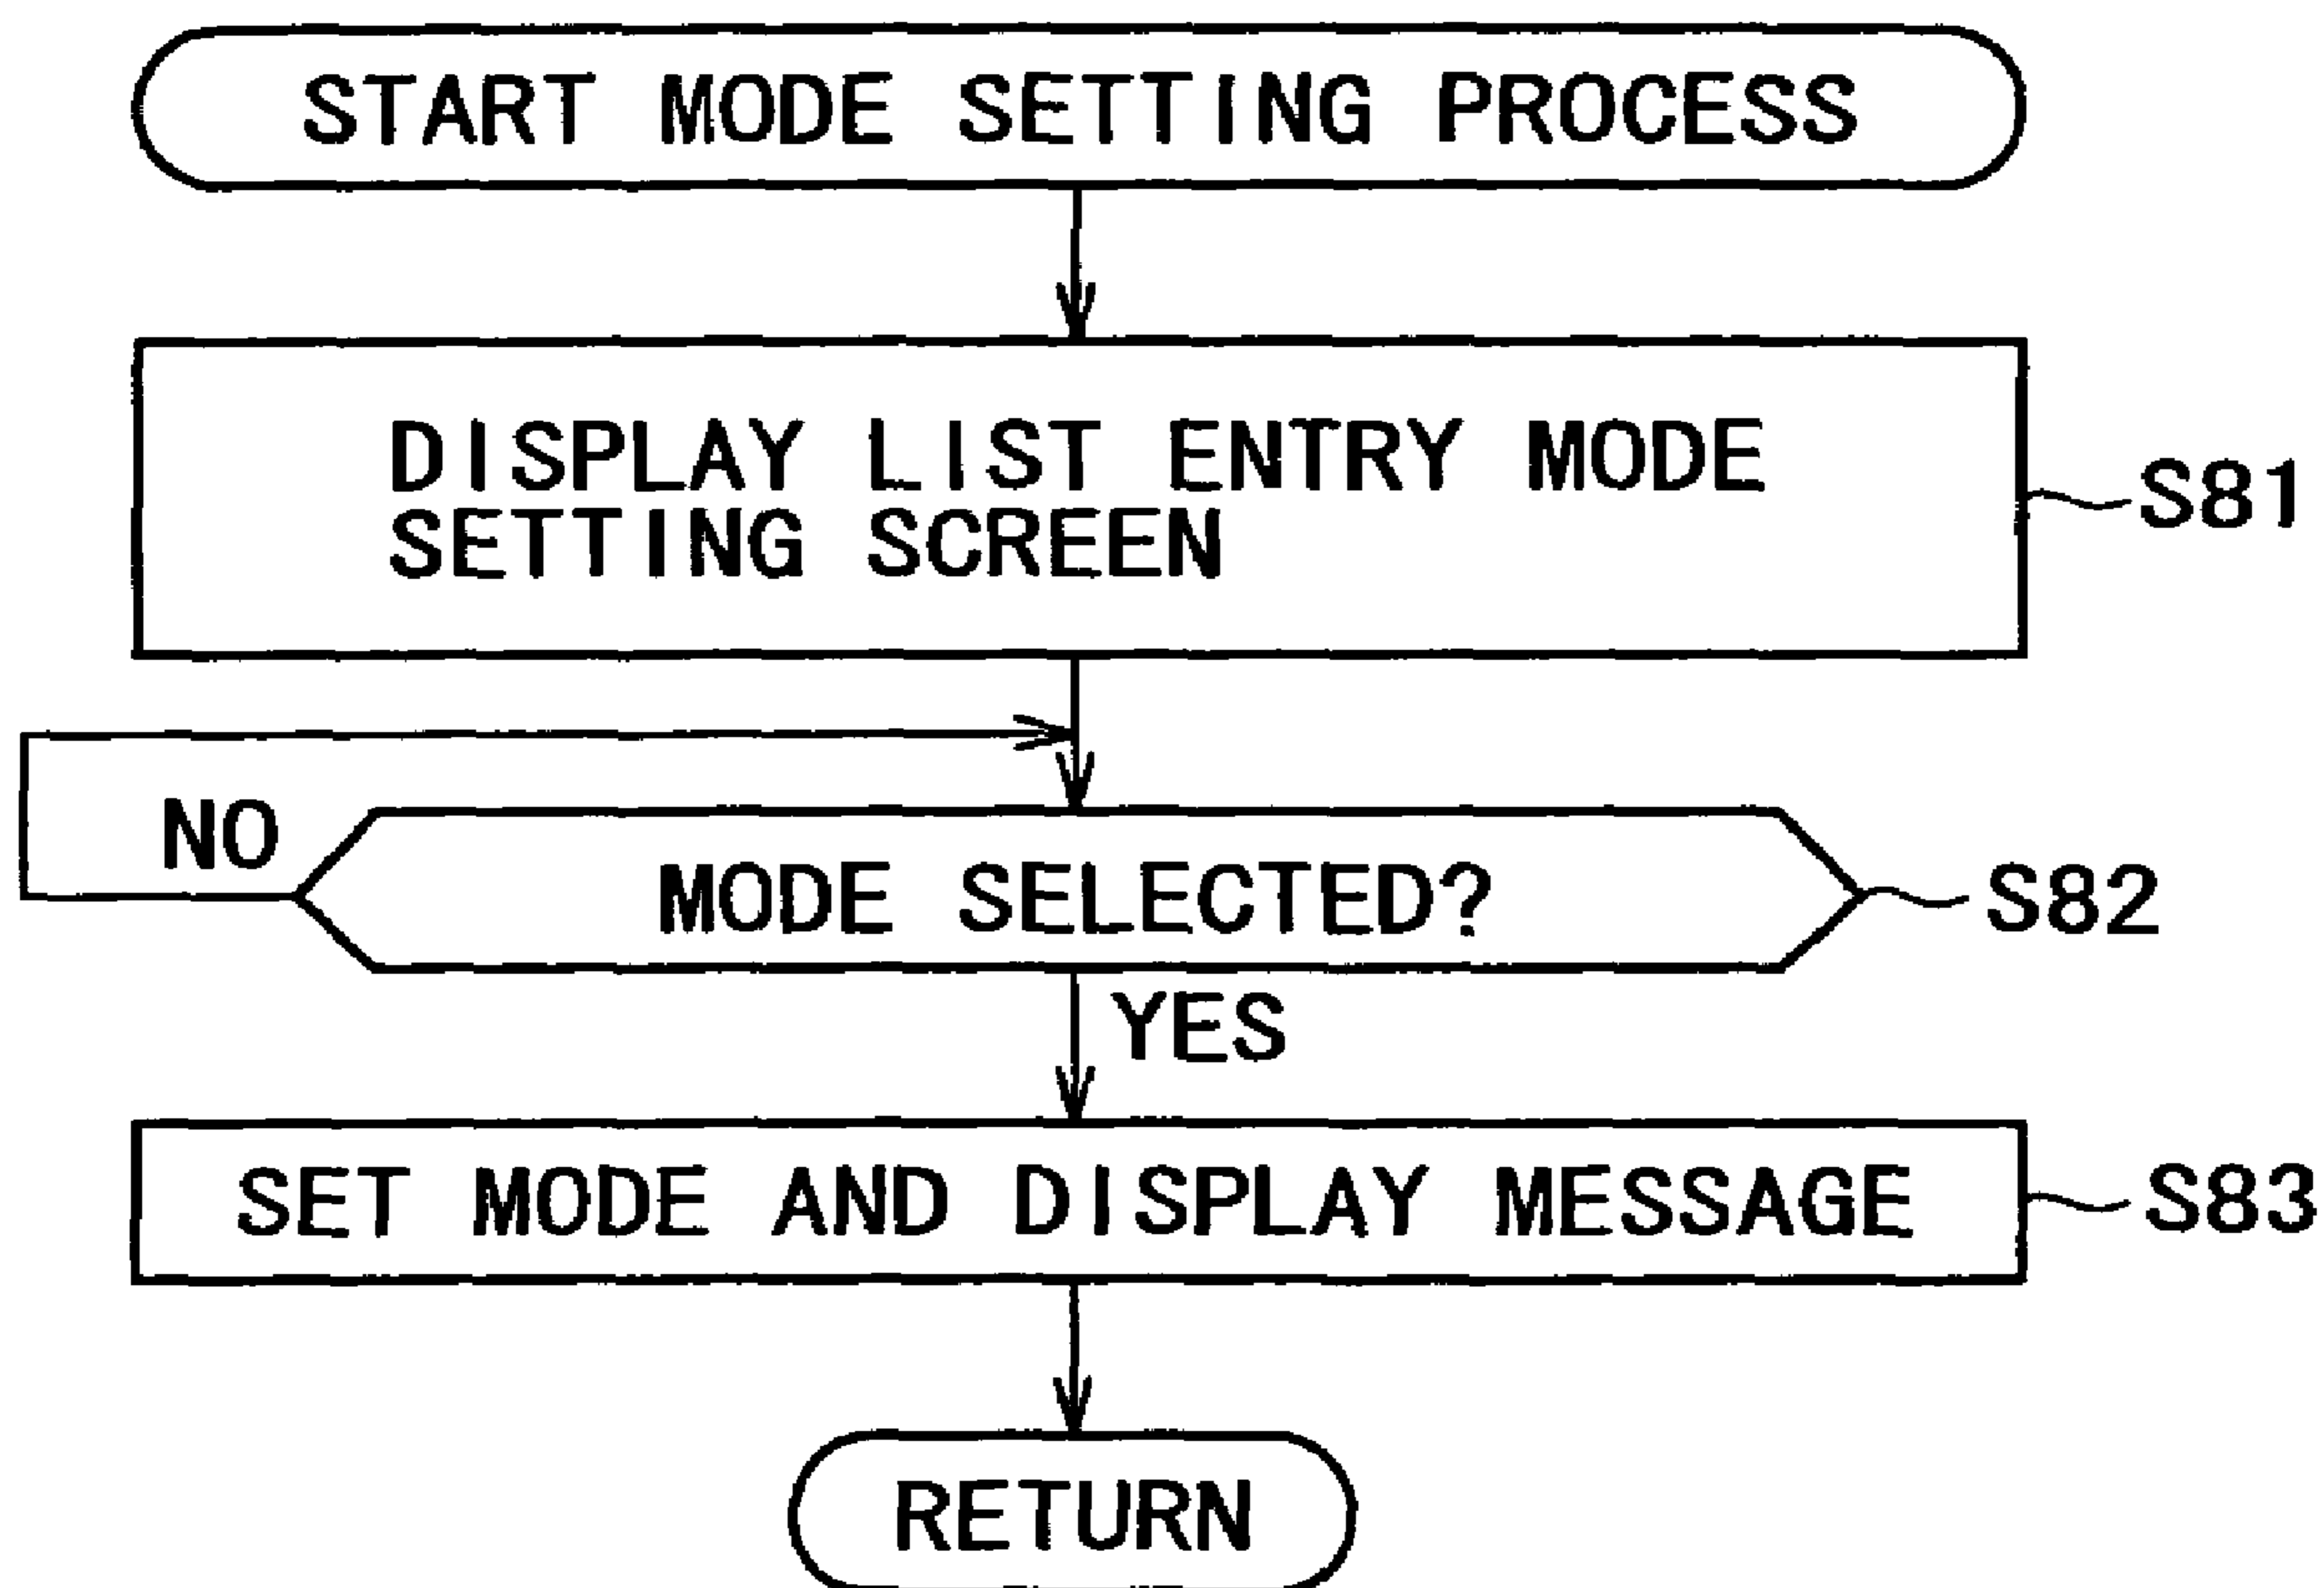 START MODE SETTING PROCESS
DISPLAY LIST ENTRY MODE
SETTING SCREEN
S81
NO
MODE SELECTED?
S82
YES
SET MODE AND DISPLAY MESSAGE
S83
RETURN